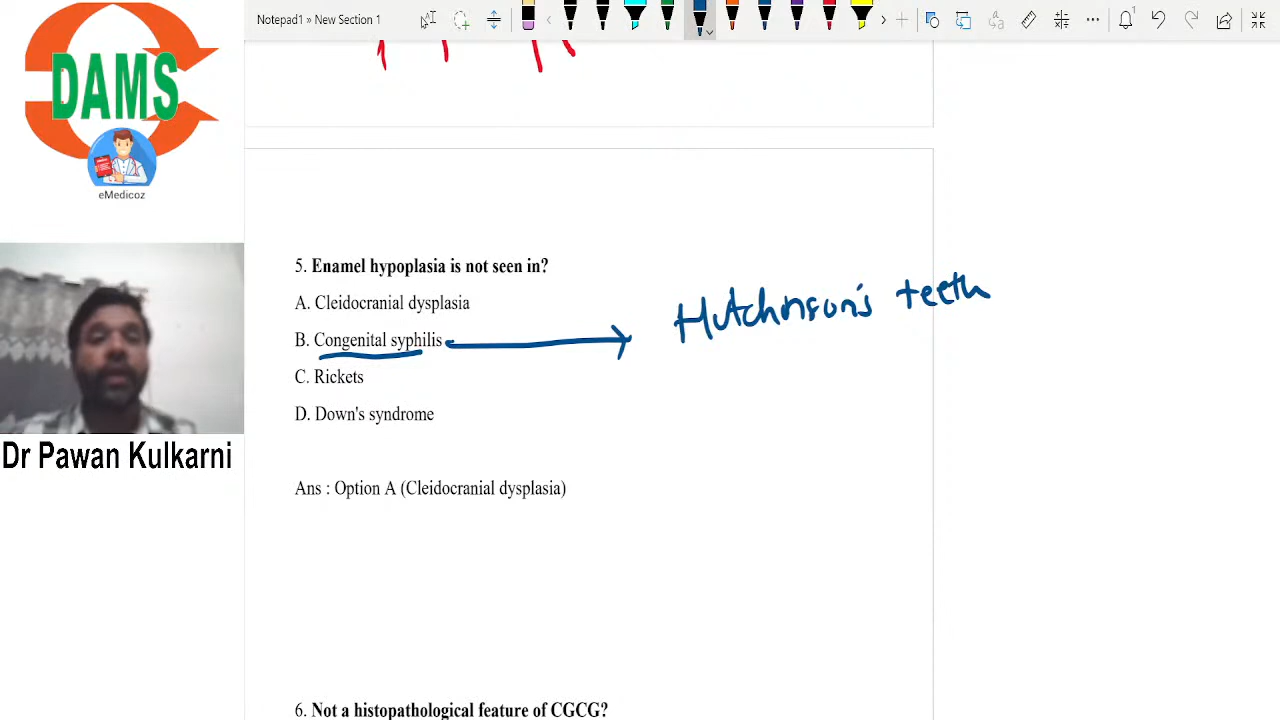 Notepad1 » New Section 1
DAMS
eMedicoz
5. Enamel hypoplasia is not seen in?
A. Cleidocranial dysplasia
B. Congenital syphilis
Hutchinson's teeth
C. Rickets
D. Down's syndrome
Dr Pawan Kulkarni
Ans : Option A (Cleidocranial dysplasia)
6. Not a histopathological feature of CGCG?